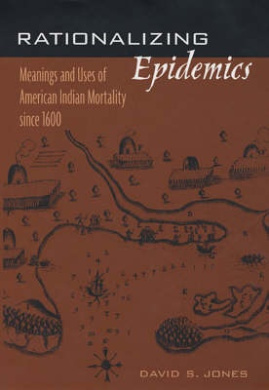 RATIONALIZING
Epidemics
Meanings and Uses of
American Indian Mortality
since 1600
DAVID S. JONES